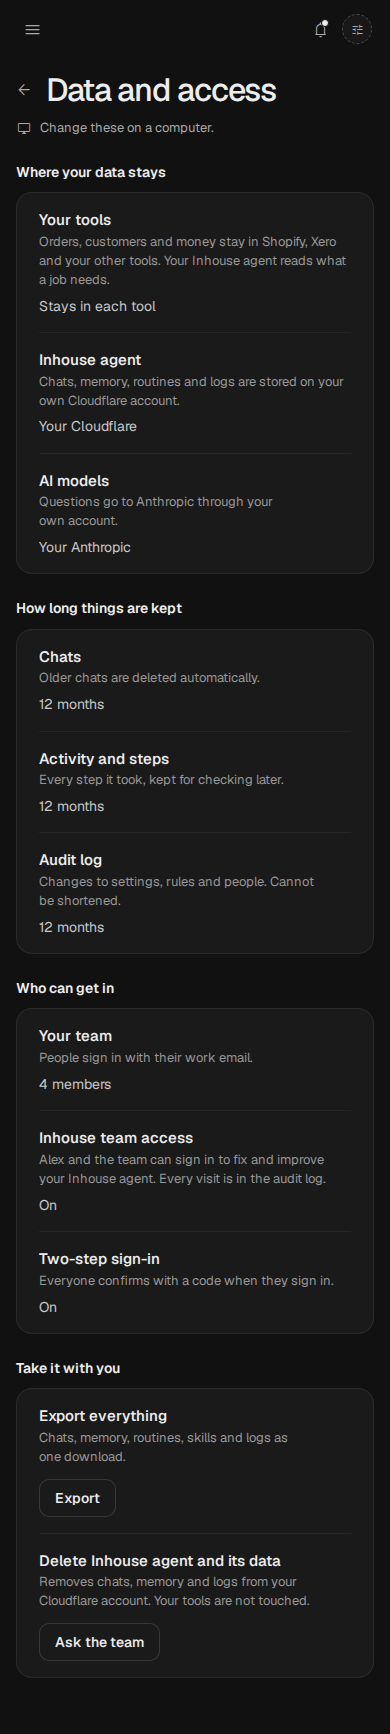 Data and access
Change these on a computer.
Where your data stays
Your tools
Orders, customers and money stay in Shopify, Xero
and your other tools. Your Inhouse agent reads what
a job needs.
Stays in each tool
Inhouse agent
Chats, memory, routines and logs are stored on your
own Cloudflare account.
Your Cloudflare
AI models
Questions go to Anthropic through your
own account.
Your Anthropic
How long things are kept
Chats
Older chats are deleted automatically.
12 months
Activity and steps
Every step it took, kept for checking later.
12 months
Audit log
Changes to settings, rules and people. Cannot
be shortened.
12 months
Who can get in
Your team
People sign in with their work email.
4 members
Inhouse team access
Alex and the team can sign in to fix and improve
your Inhouse agent. Every visit is in the audit log.
On
Two-step sign-in
Everyone confirms with a code when they sign in.
On
Take it with you
Export everything
Chats, memory, routines, skills and logs as
one download.
Export
Delete Inhouse agent and its data
Removes chats, memory and logs from your
Cloudflare account. Your tools are not touched.
Ask the team